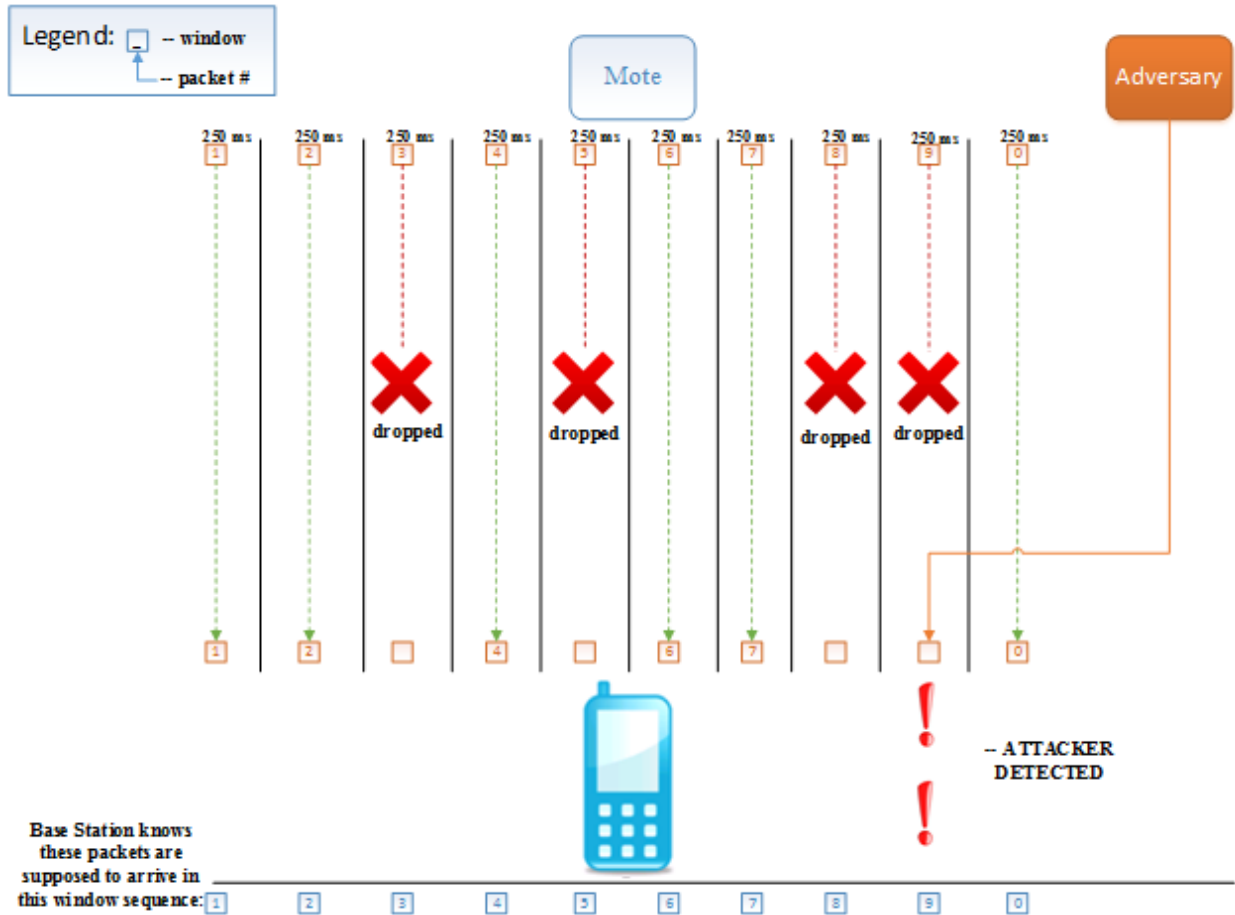 Legend: _ -- window
-- packet #
Mote
Adversary
250 ms 250 ms 250 ms 250 ms 250 ms 250 ms 250 ms 250 ms 250 ms 250 ms
1 2 3 4 5 6 7 8 9 0
dropped dropped dropped dropped
1 2 4 6 7 0
-- ATTACKER
DETECTED
Base Station knows
these packets are
supposed to arrive in
this window sequence: 1 2 3 4 5 6 7 8 9 0